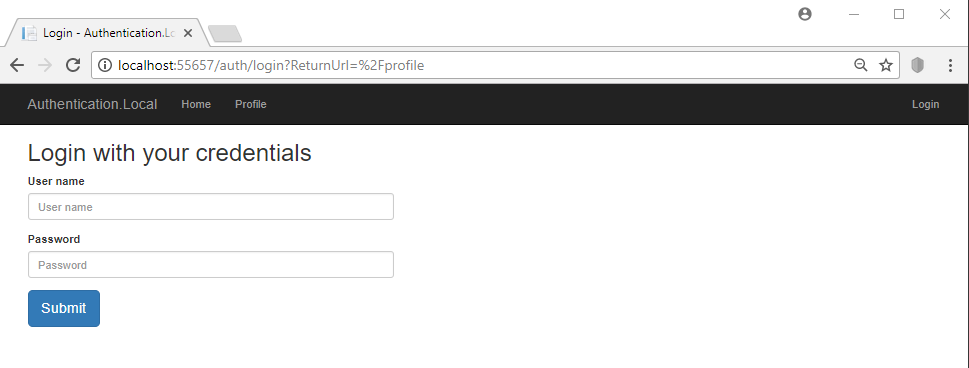 Login - Authentication.Lc
localhost:55657/auth/login?ReturnUrl=%2Fprofile
Authentication.Local Home Profile Login
Login with your credentials
User name
User name
Password
Password
Submit